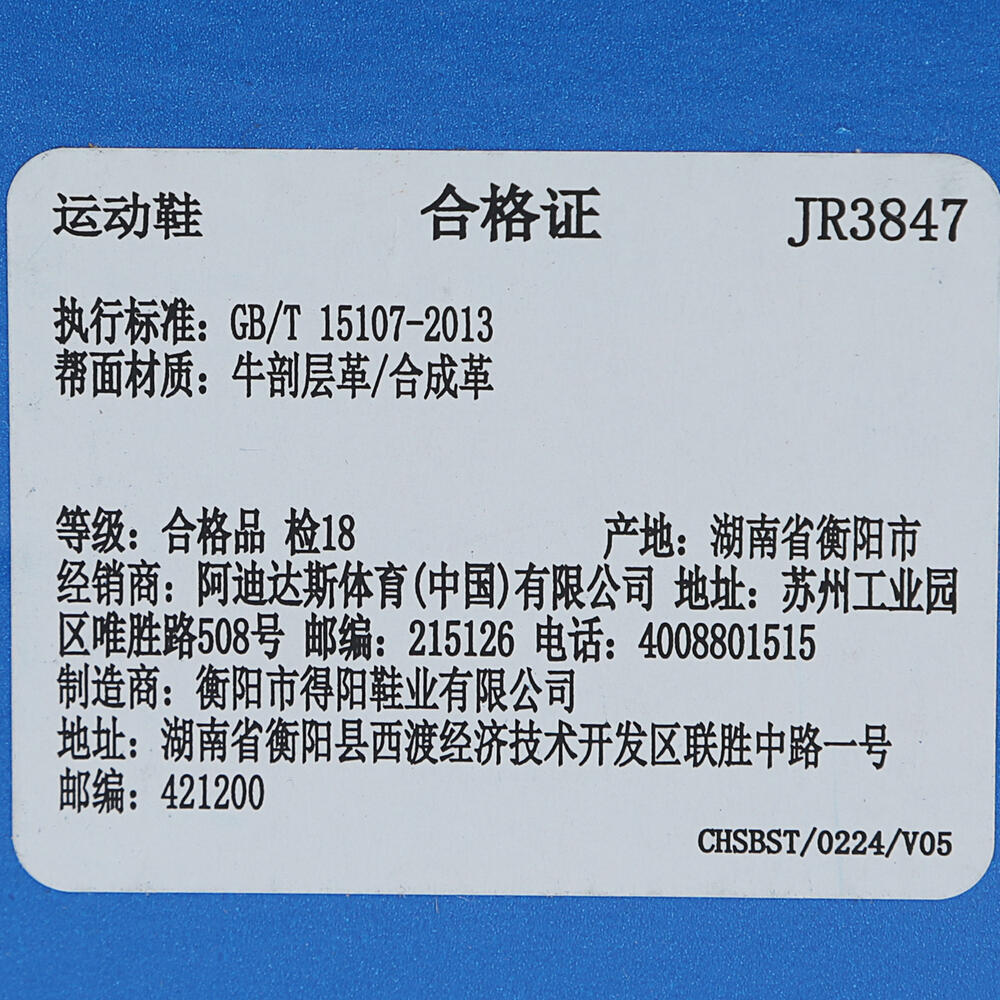 运动鞋 合格证 JR3847
执行标准：GB/T 15107-2013
帮面材质：牛剖层革/合成革
等级：合格品 检18 产地：湖南省衡阳市
经销商：阿迪达斯体育(中国)有限公司 地址：苏州工业园
区唯胜路508号 邮编：215126 电话：4008801515
制造商：衡阳市得阳鞋业有限公司
地址：湖南省衡阳县西渡经济技术开发区联胜中路一号
邮编：421200
CHSBST/0224/V05